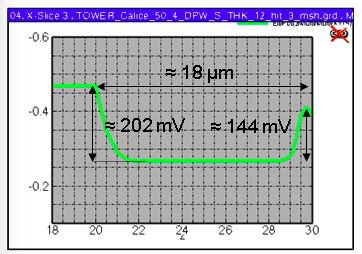 04. X-Slice 3. TOWER_Calice_50_4_DFW_S_THK_12_hit_3_msh.grd . M
-0.6
≈ 18 µm
-0.4
≈ 202 mV ≈ 144 mV
-0.2
18 20 22 24 26 28 30
z